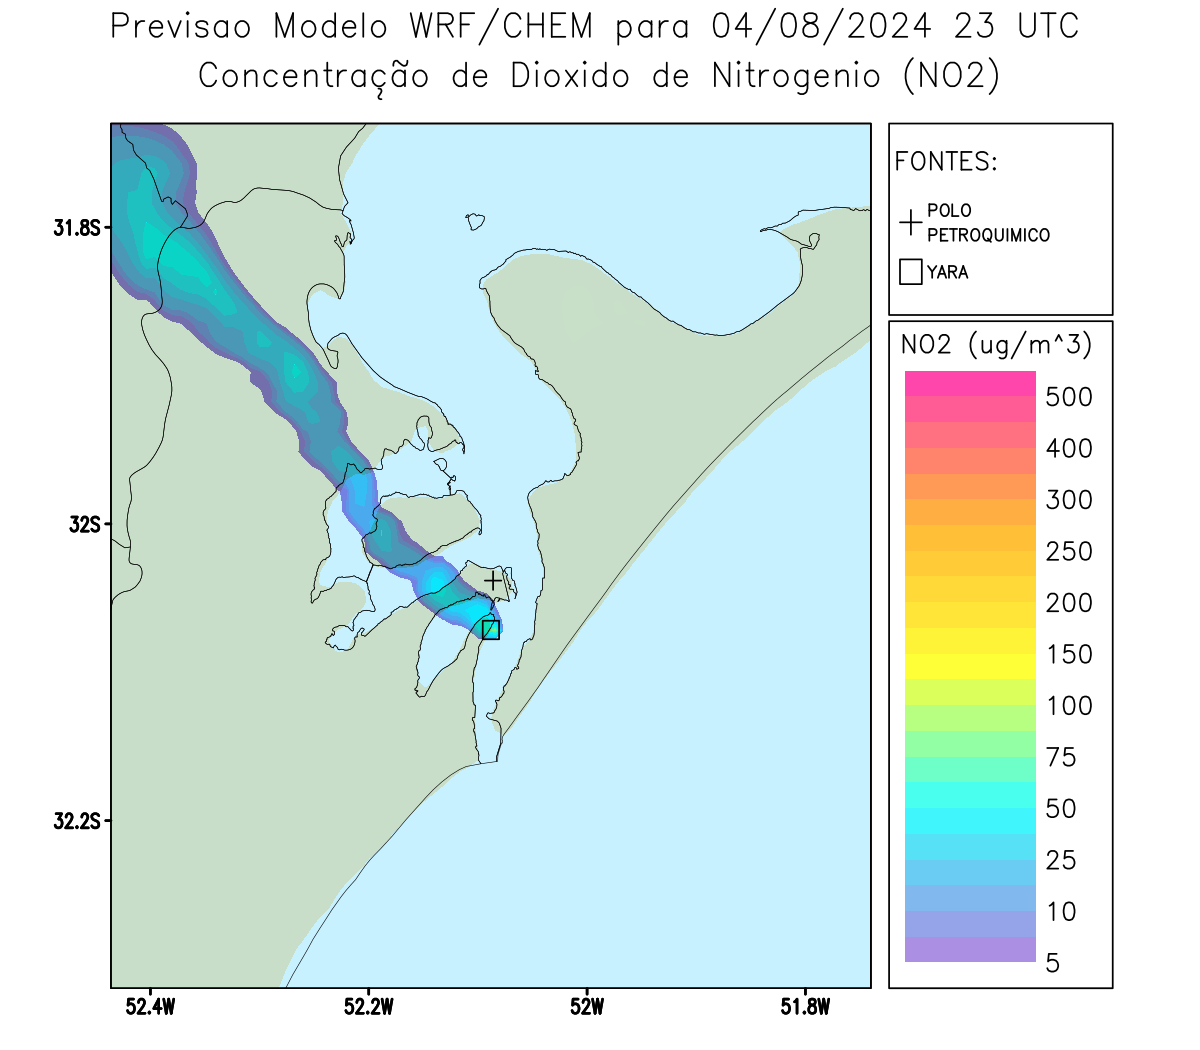 Previsao Modelo WRF/CHEM para 04/08/2024 23 UTC
Concentração de Dioxido de Nitrogenio (NO2)
FONTES:
POLO
PETROQUIMICO
YARA
31.8S
32S
32.2S
52.4W
52.2W
52W
51.8W
NO2 (ug/m^3)
500
400
300
250
200
150
100
75
50
25
10
5